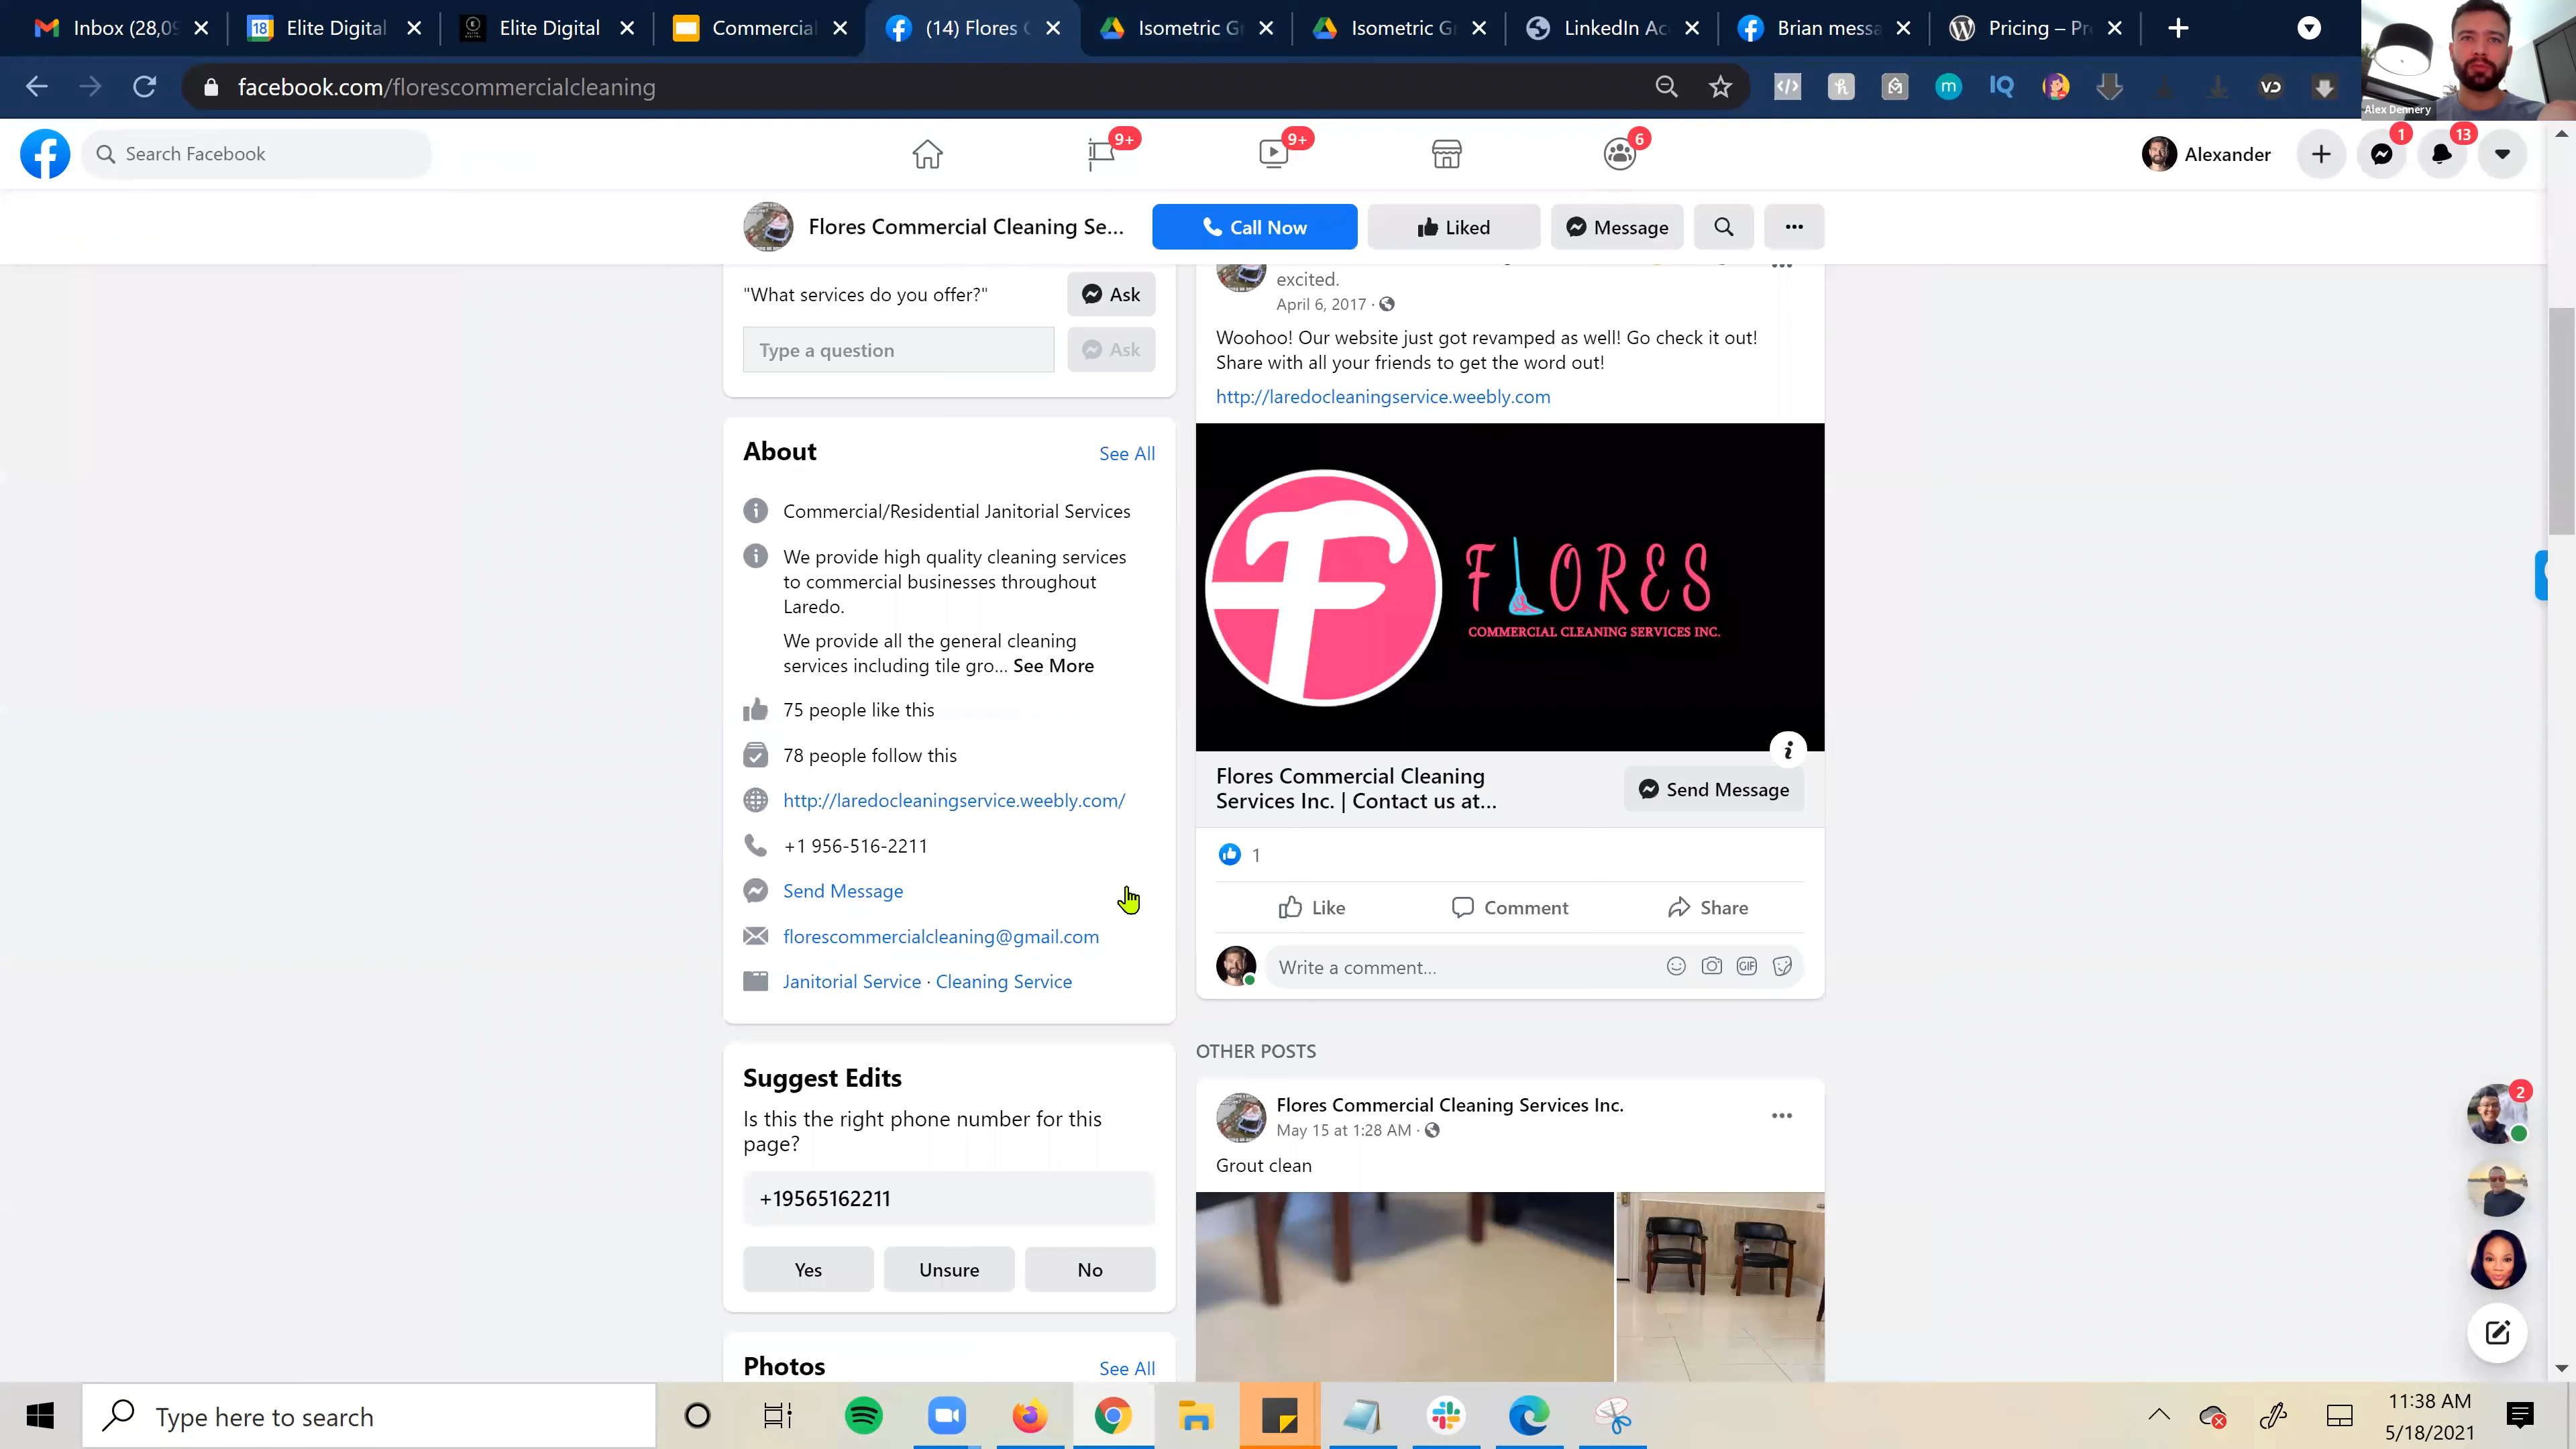 Inbox (28,09
18
Elite Digital
Elite Digital
Commercial
(14) Flores C
Isometric Gr
Isometric Gr
LinkedIn Acc
Brian messa
Pricing – Pre
facebook.com/florescommercialcleaning
IQ
VD
Alex Dennery
Search Facebook
9+
9+
6
Alexander
1
13
Flores Commercial Cleaning Se...
Call Now
Liked
Message
"What services do you offer?"
Ask
Type a question
Ask
About
See All
Commercial/Residential Janitorial Services
We provide high quality cleaning services
to commercial businesses throughout
Laredo.
We provide all the general cleaning
services including tile gro... See More
75 people like this
78 people follow this
http://laredocleaningservice.weebly.com/
+1 956-516-2211
Send Message
florescommercialcleaning@gmail.com
Janitorial Service · Cleaning Service
Suggest Edits
Is this the right phone number for this
page?
+19565162211
Yes
Unsure
No
Photos
See All
excited.
April 6, 2017 ·
Woohoo! Our website just got revamped as well! Go check it out!
Share with all your friends to get the word out!
http://laredocleaningservice.weebly.com
F
FLORES
COMMERCIAL CLEANING SERVICES INC.
Flores Commercial Cleaning
Services Inc. | Contact us at...
Send Message
1
Like
Comment
Share
Write a comment...
GIF
OTHER POSTS
Flores Commercial Cleaning Services Inc.
May 15 at 1:28 AM ·
Grout clean
2
Type here to search
11:38 AM
5/18/2021